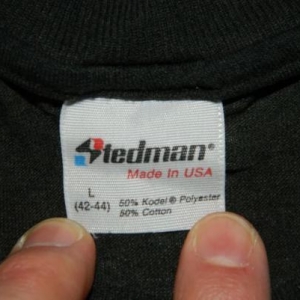 Stedman®
Made In USA
L
(42-44)
50% Kodel® Polyester
50% Cotton